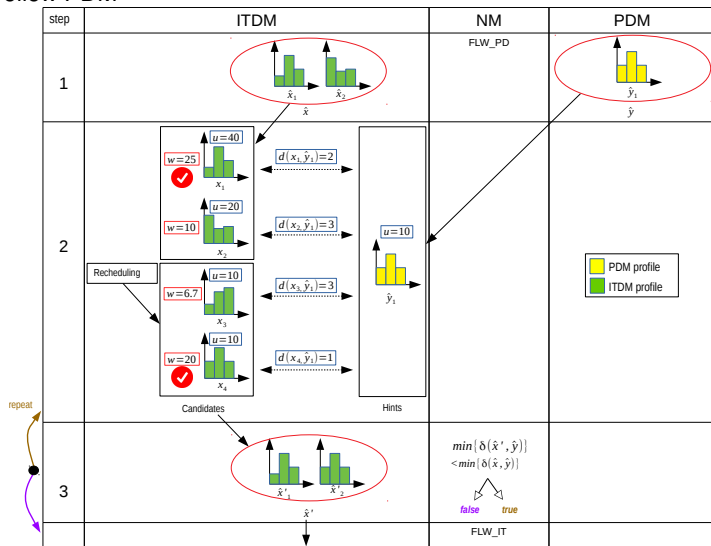 step ITDM NM PDM
FLW_PD
1
x̂₁ x̂₂ ŷ₁
x̂ ŷ
u=40
w=25 d(x₁,ŷ₁)=2
x₁
u=20
w=10 d(x₂,ŷ₁)=3 u=10
x₂
2
Recheduling u=10 PDM profile
w=6.7 d(x₃,ŷ₁)=3 ITDM profile
x₃ ŷ₁
u=10
w=20 d(x₄,ŷ₁)=1
x₄
repeat Candidates Hints
min{δ(x̂',ŷ)}
<min{δ(x̂,ŷ)}
3
x̂'₁ x̂'₂
false true
x̂'
FLW_IT